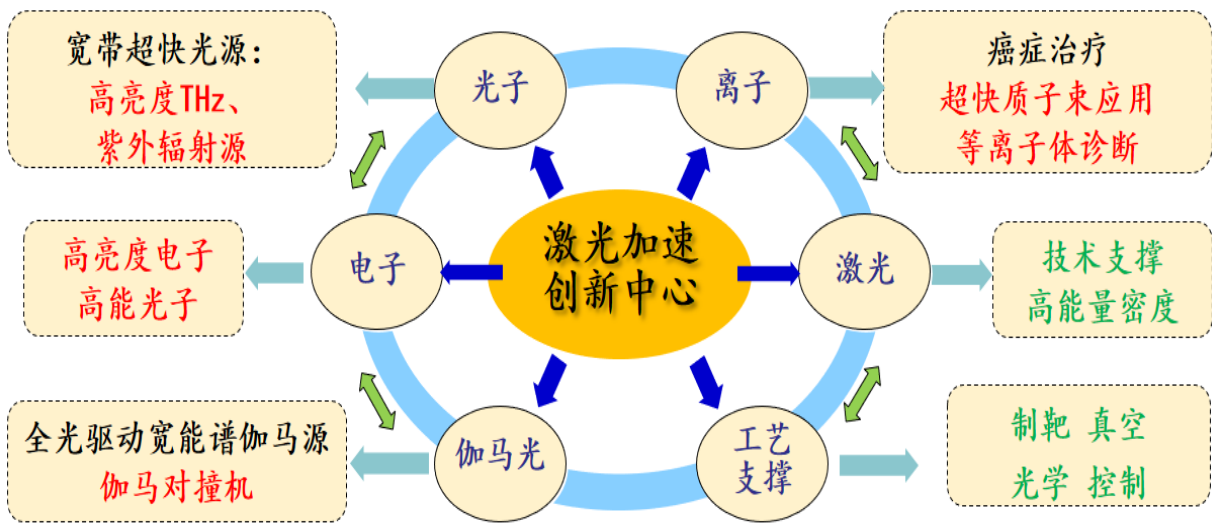 宽带超快光源：
高亮度THz、
紫外辐射源
光子
离子
癌症治疗
超快质子束应用
等离子体诊断
高亮度电子
高能光子
电子
激光加速
创新中心
激光
技术支撑
高能量密度
全光驱动宽能谱伽马源
伽马对撞机
伽马光
工艺
支撑
制靶 真空
光学 控制